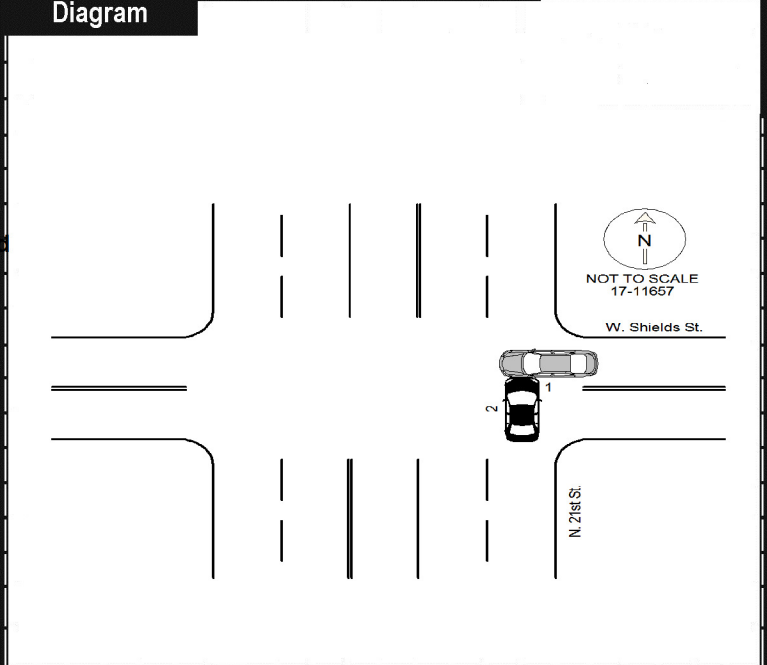 Diagram
N
NOT TO SCALE
17-11657
W. Shields St.
1
2
N. 21st St.